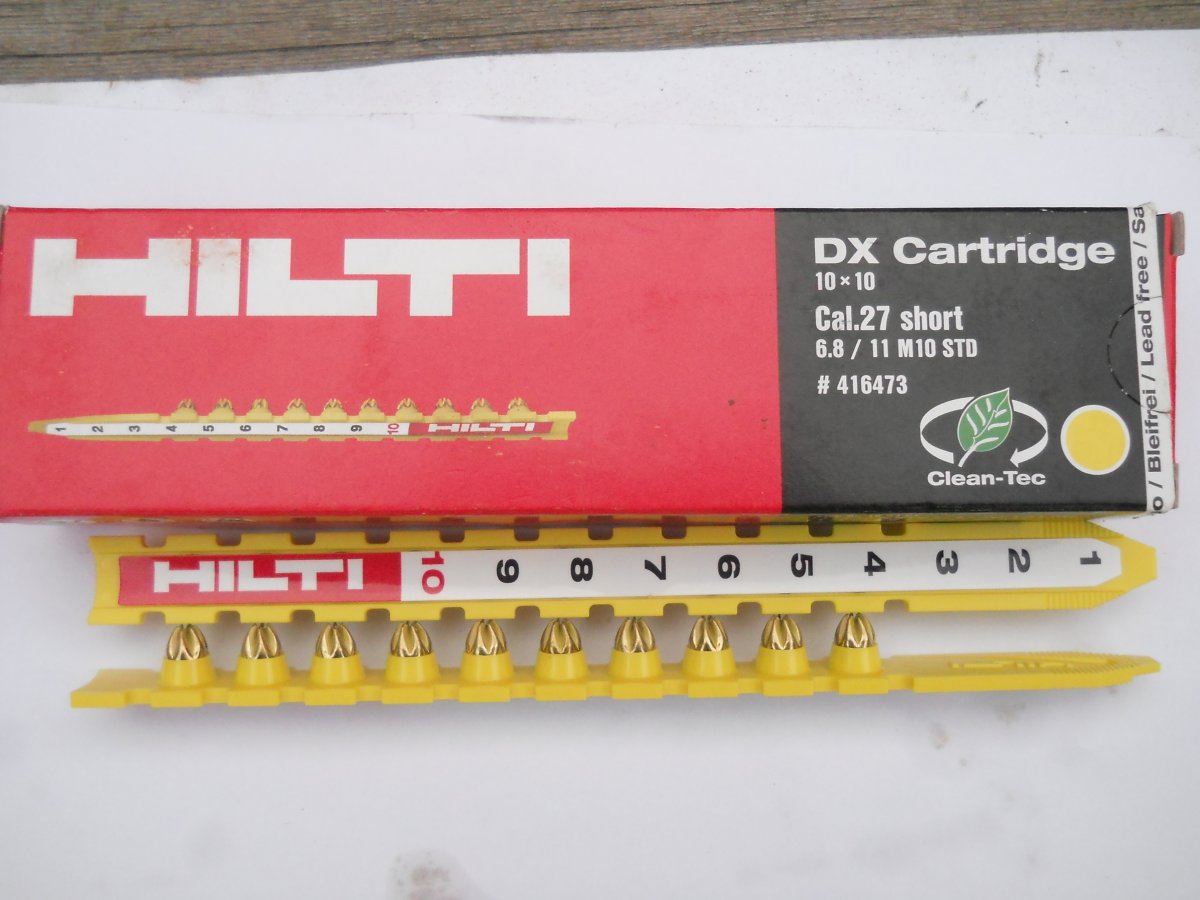 HILTI
DX Cartridge
10 × 10
Cal.27 short
6.8 / 11 M10 STD
# 416473
Clean-Tec
o / Bleifrei / Lead free / Sa
1 2 3 4 5 6 7 8 9 10 HILTI
HILTI 10 9 8 7 6 5 4 3 2 1
HILTI